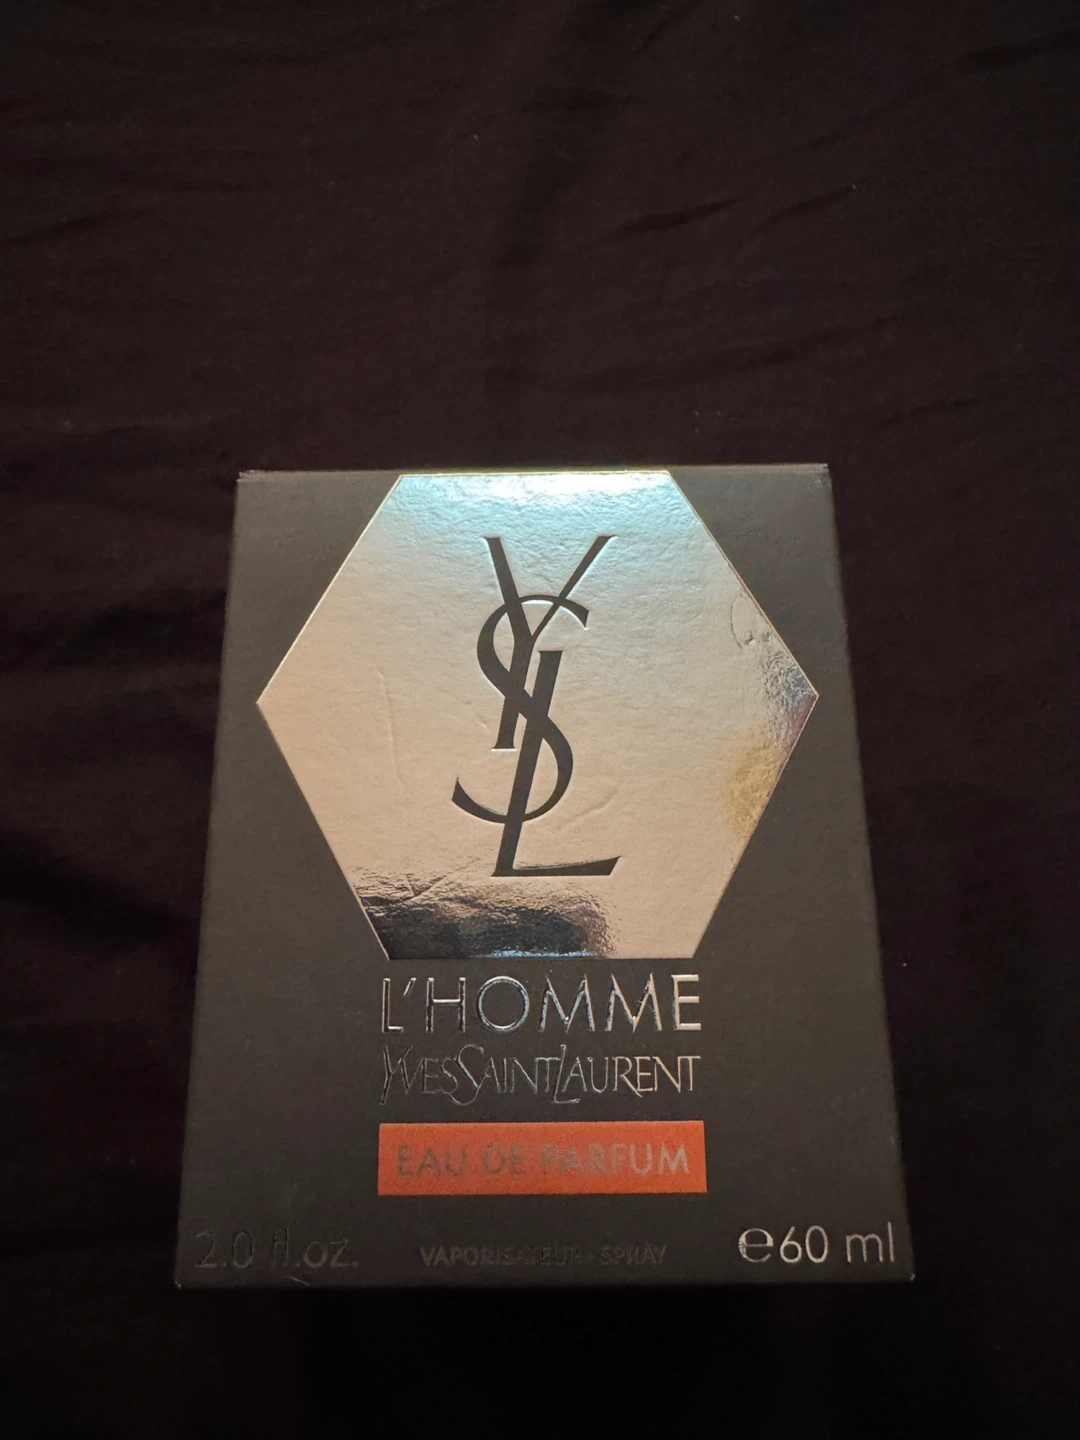 YSL
L'HOMME
YVESSAINTLAURENT
EAU DE PARFUM
2.0 fl.oz. VAPORISATEUR - SPRAY ℮60 ml